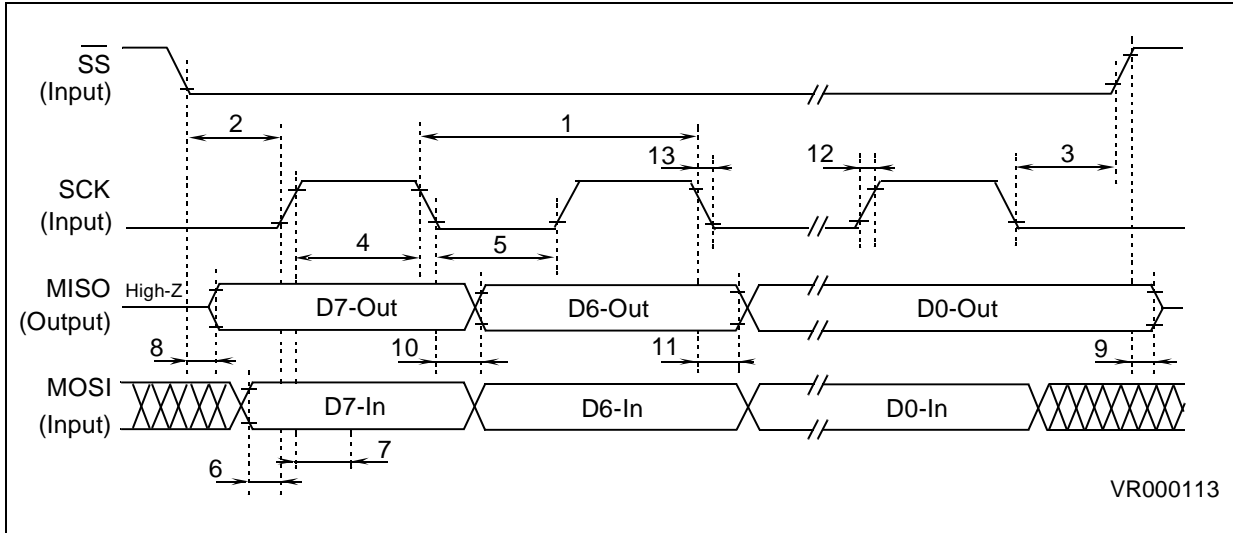 SS
(Input)
2
1
13
12
3
SCK
(Input)
4
5
MISO
(Output)
High-Z
D7-Out
D6-Out
D0-Out
8
10
11
9
MOSI
(Input)
D7-In
D6-In
D0-In
7
6
VR000113